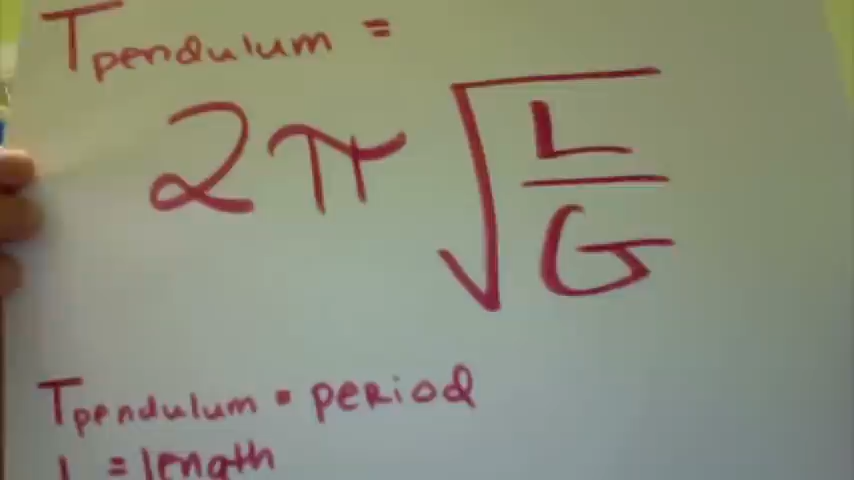 Tpendulum =
2π√L/G
Tpendulum = period
L = length